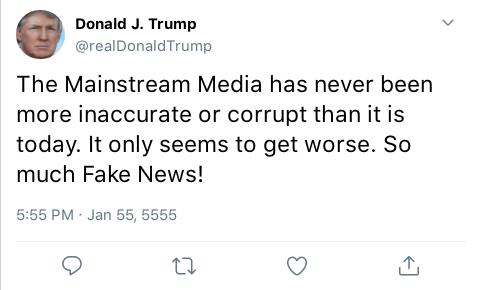 Donald J. Trump
@realDonaldTrump
The Mainstream Media has never been
more inaccurate or corrupt than it is
today. It only seems to get worse. So
much Fake News!
5:55 PM · Jan 55, 5555